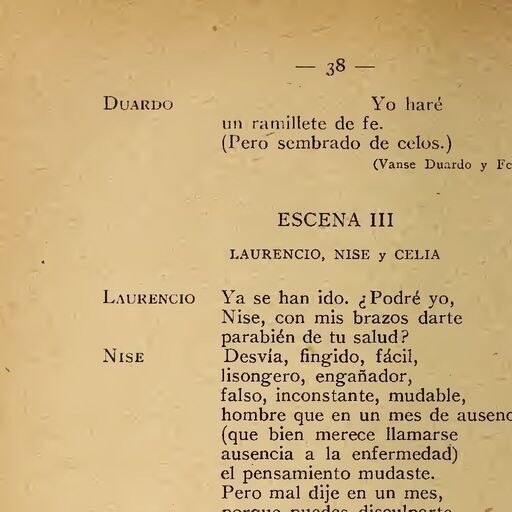 — 38 —
DUARDO Yo haré
un ramillete de fe.
(Pero sembrado de celos.)
(Vanse Duardo y Fe
ESCENA III
LAURENCIO, NISE y CELIA
LAURENCIO Ya se han ido. ¿Podré yo,
Nise, con mis brazos darte
parabién de tu salud?
NISE Desvía, fingido, fácil,
lisongero, engañador,
falso, inconstante, mudable,
hombre que en un mes de ausenc
(que bien merece llamarse
ausencia a la enfermedad)
el pensamiento mudaste.
Pero mal dije en un mes,
porque puedes disculparte